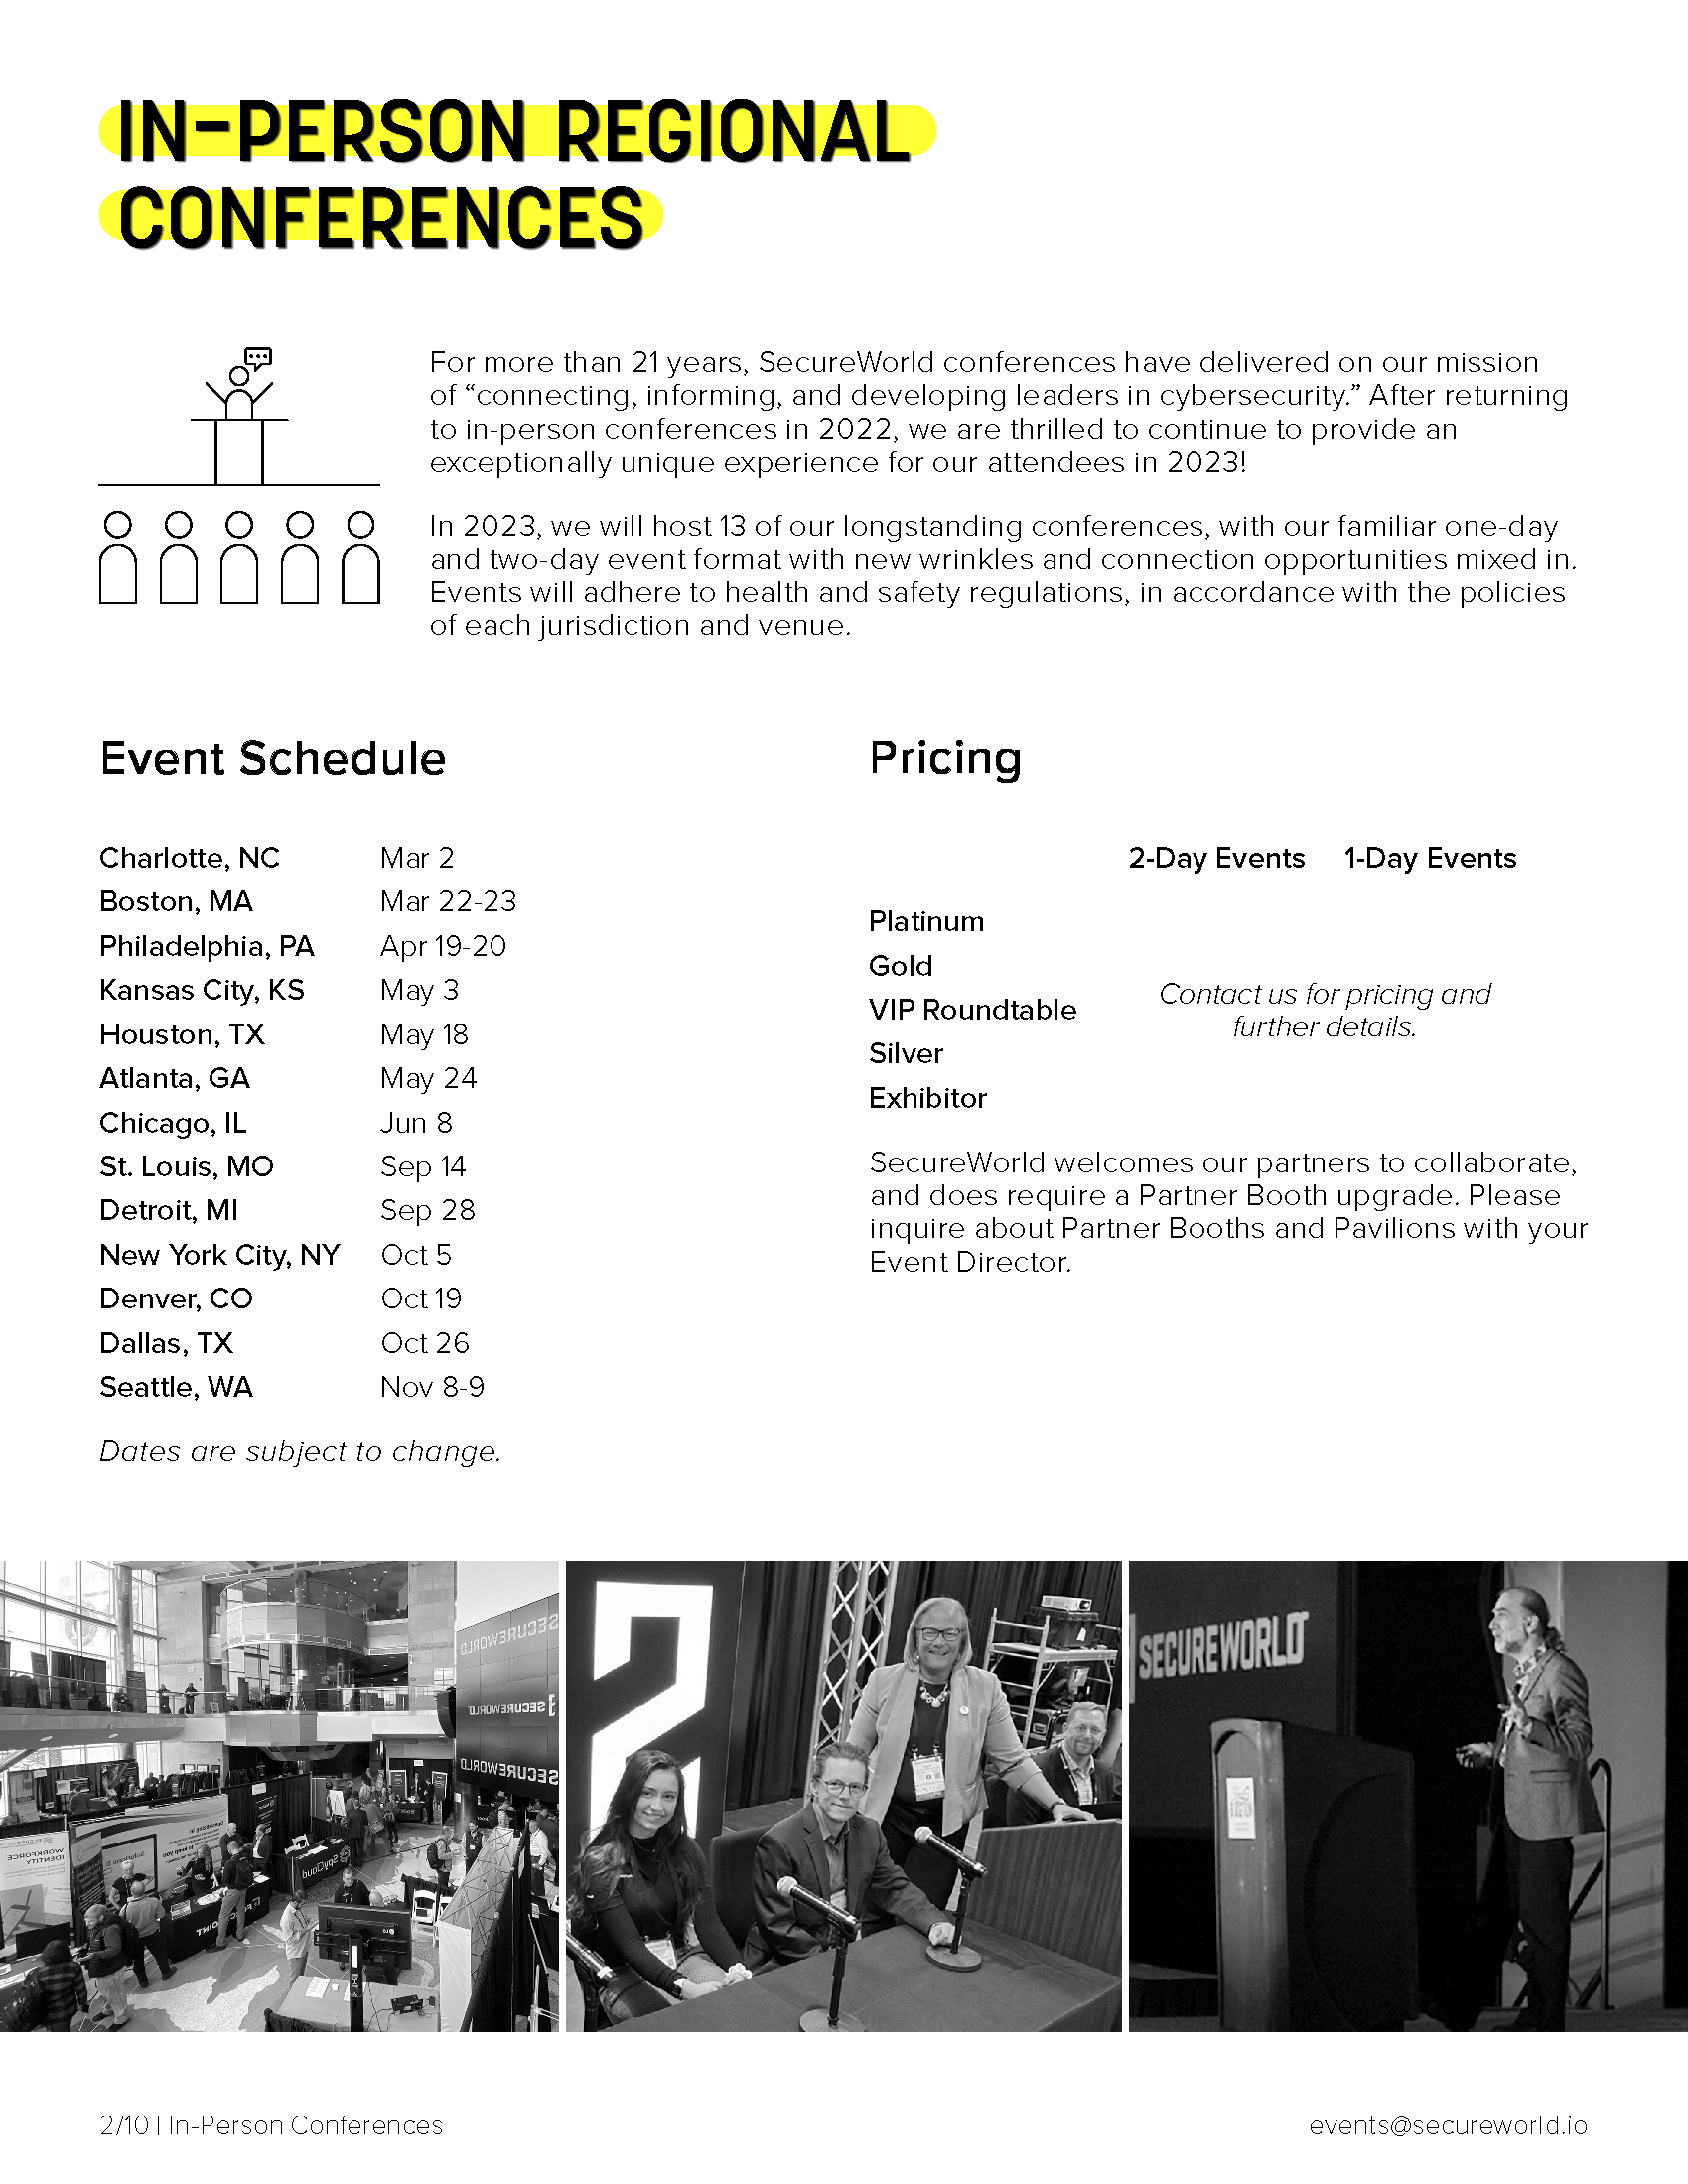 IN-PERSON REGIONAL
CONFERENCES
For more than 21 years, SecureWorld conferences have delivered on our mission
of “connecting, informing, and developing leaders in cybersecurity.” After returning
to in-person conferences in 2022, we are thrilled to continue to provide an
exceptionally unique experience for our attendees in 2023!
In 2023, we will host 13 of our longstanding conferences, with our familiar one-day
and two-day event format with new wrinkles and connection opportunities mixed in.
Events will adhere to health and safety regulations, in accordance with the policies
of each jurisdiction and venue.
Event Schedule
Charlotte, NC Mar 2
Boston, MA Mar 22-23
Philadelphia, PA Apr 19-20
Kansas City, KS May 3
Houston, TX May 18
Atlanta, GA May 24
Chicago, IL Jun 8
St. Louis, MO Sep 14
Detroit, MI Sep 28
New York City, NY Oct 5
Denver, CO Oct 19
Dallas, TX Oct 26
Seattle, WA Nov 8-9
Dates are subject to change.
Pricing
2-Day Events 1-Day Events
Platinum
Gold
VIP Roundtable
Silver
Exhibitor
Contact us for pricing and
further details.
SecureWorld welcomes our partners to collaborate,
and does require a Partner Booth upgrade. Please
inquire about Partner Booths and Pavilions with your
Event Director.
SECUREWORLD
SECUREWORLD
SECUREWORLD
WORKFORCE
IDENTITY
SpyCloud
SECUREWORLD
2/10 | In-Person Conferences
events@secureworld.io